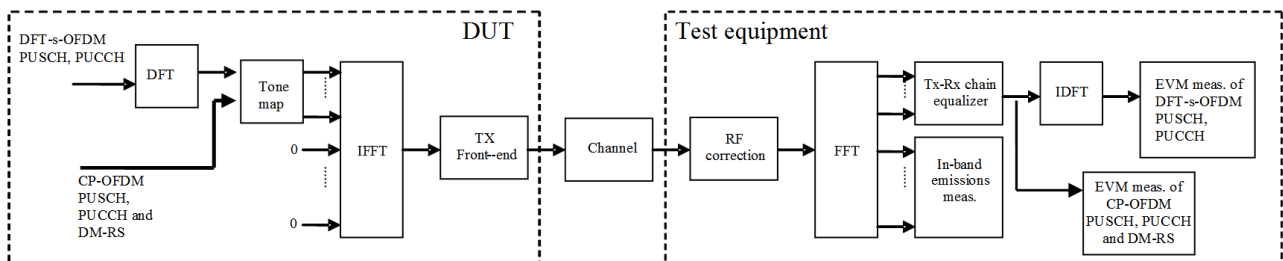 DUT
Test equipment
DFT-s-OFDM
PUSCH, PUCCH
DFT
Tone
map
CP-OFDM
PUSCH,
PUCCH and
DM-RS
0
0
IFFT
TX
Front--end
Channel
RF
correction
FFT
Tx-Rx chain
equalizer
In-band
emissions
meas.
IDFT
EVM meas. of
DFT-s-OFDM
PUSCH,
PUCCH
EVM meas. of
CP-OFDM
PUSCH, PUCCH
and DM-RS